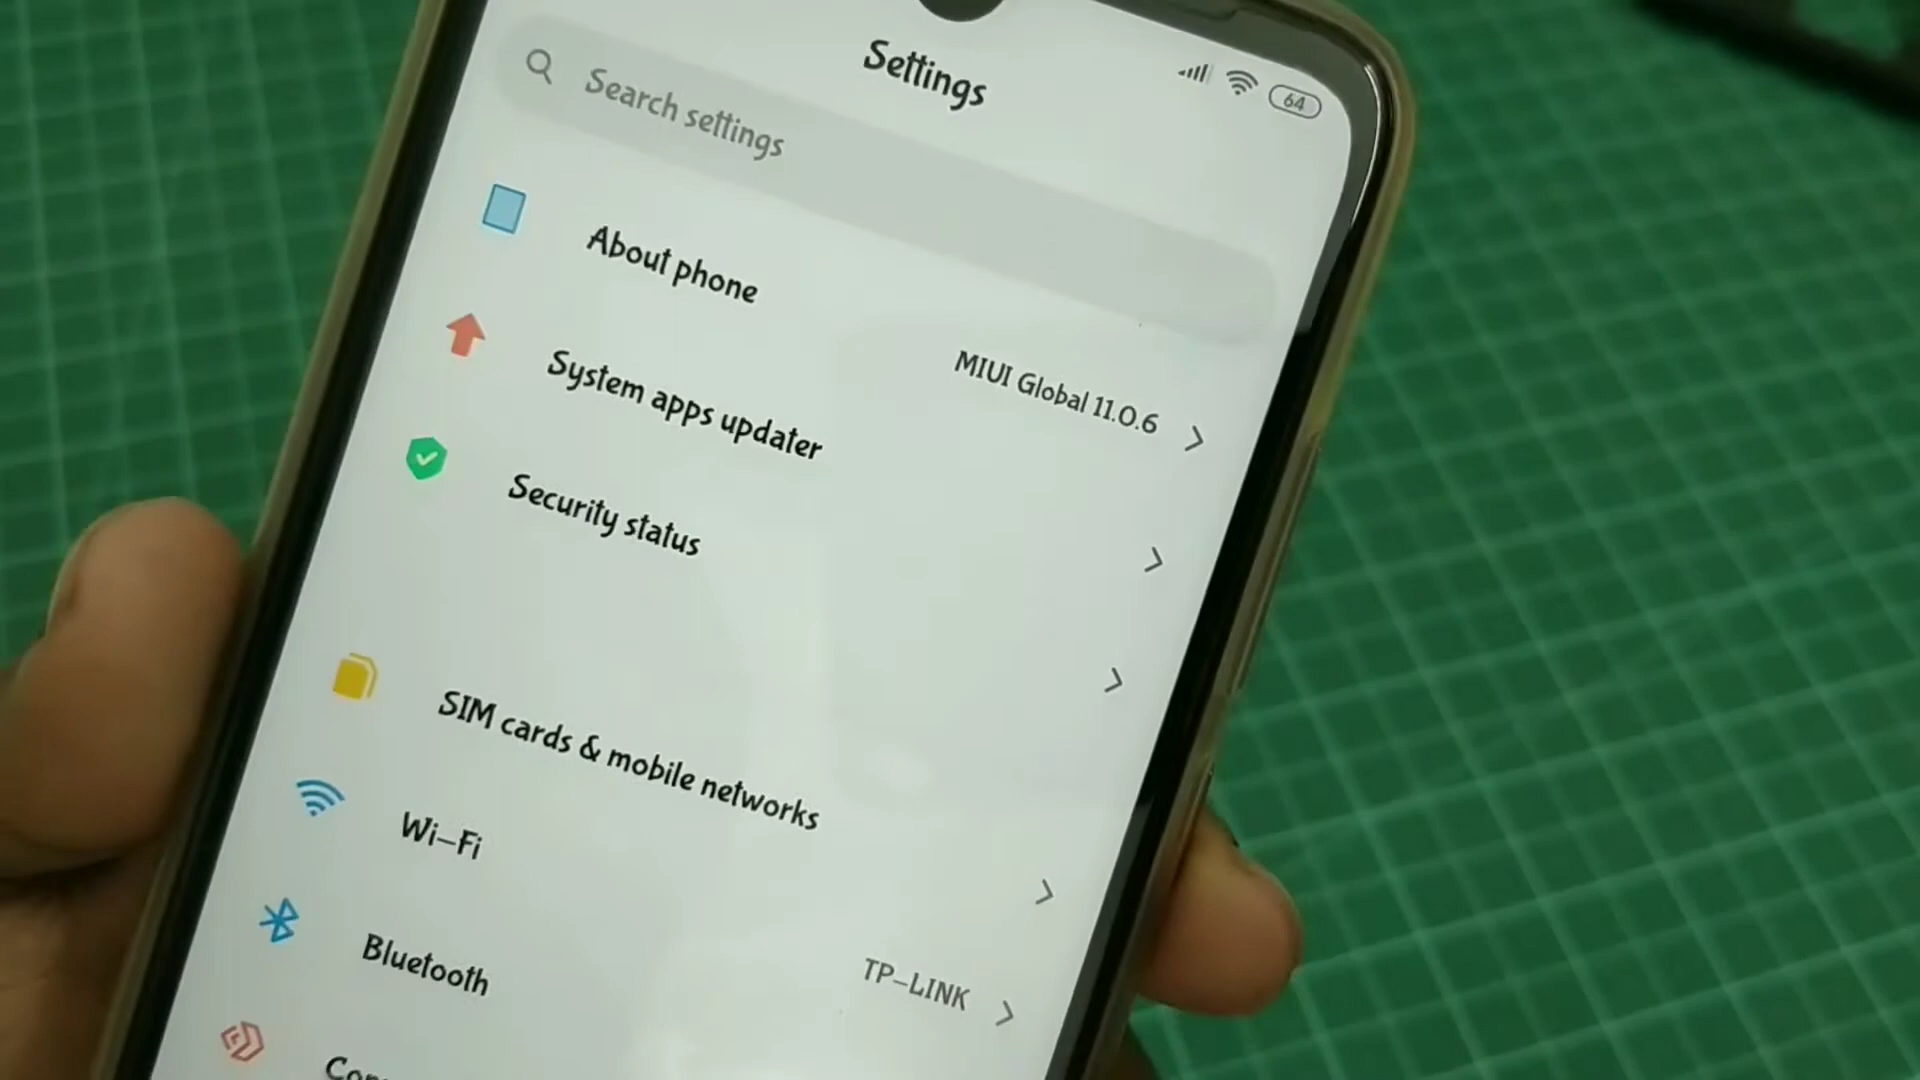 Settings
64
Search settings
About phone
MIUI Global 11.0.6
System apps updater
Security status
SIM cards & mobile networks
Wi-Fi
TP-LINK
Bluetooth